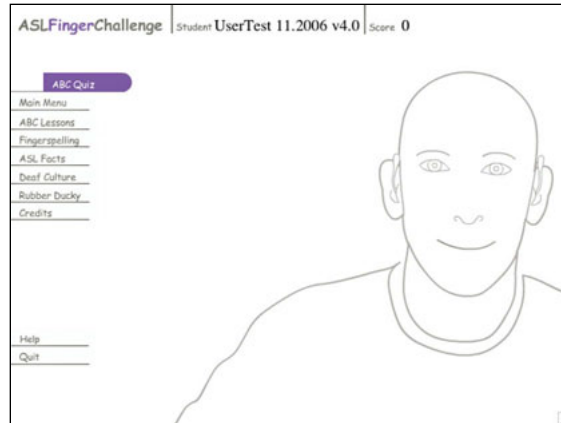 ASLFingerChallenge Student UserTest 11.2006 v4.0 Score 0
ABC Quiz
Main Menu
ABC Lessons
Fingerspelling
ASL Facts
Deaf Culture
Rubber Ducky
Credits
Help
Quit